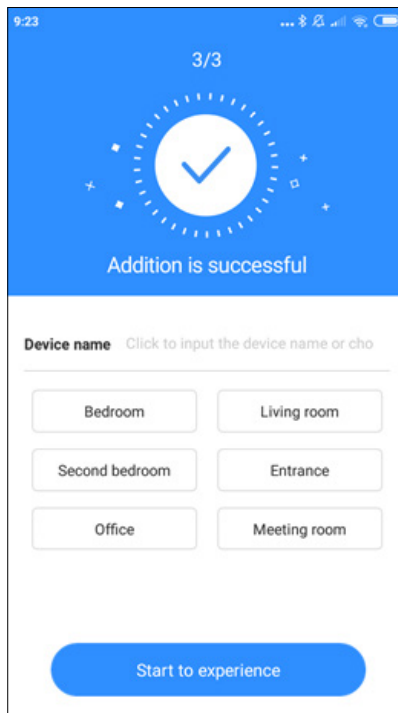 9:23
3/3
Addition is successful
Device name Click to input the device name or cho
Bedroom Living room
Second bedroom Entrance
Office Meeting room
Start to experience